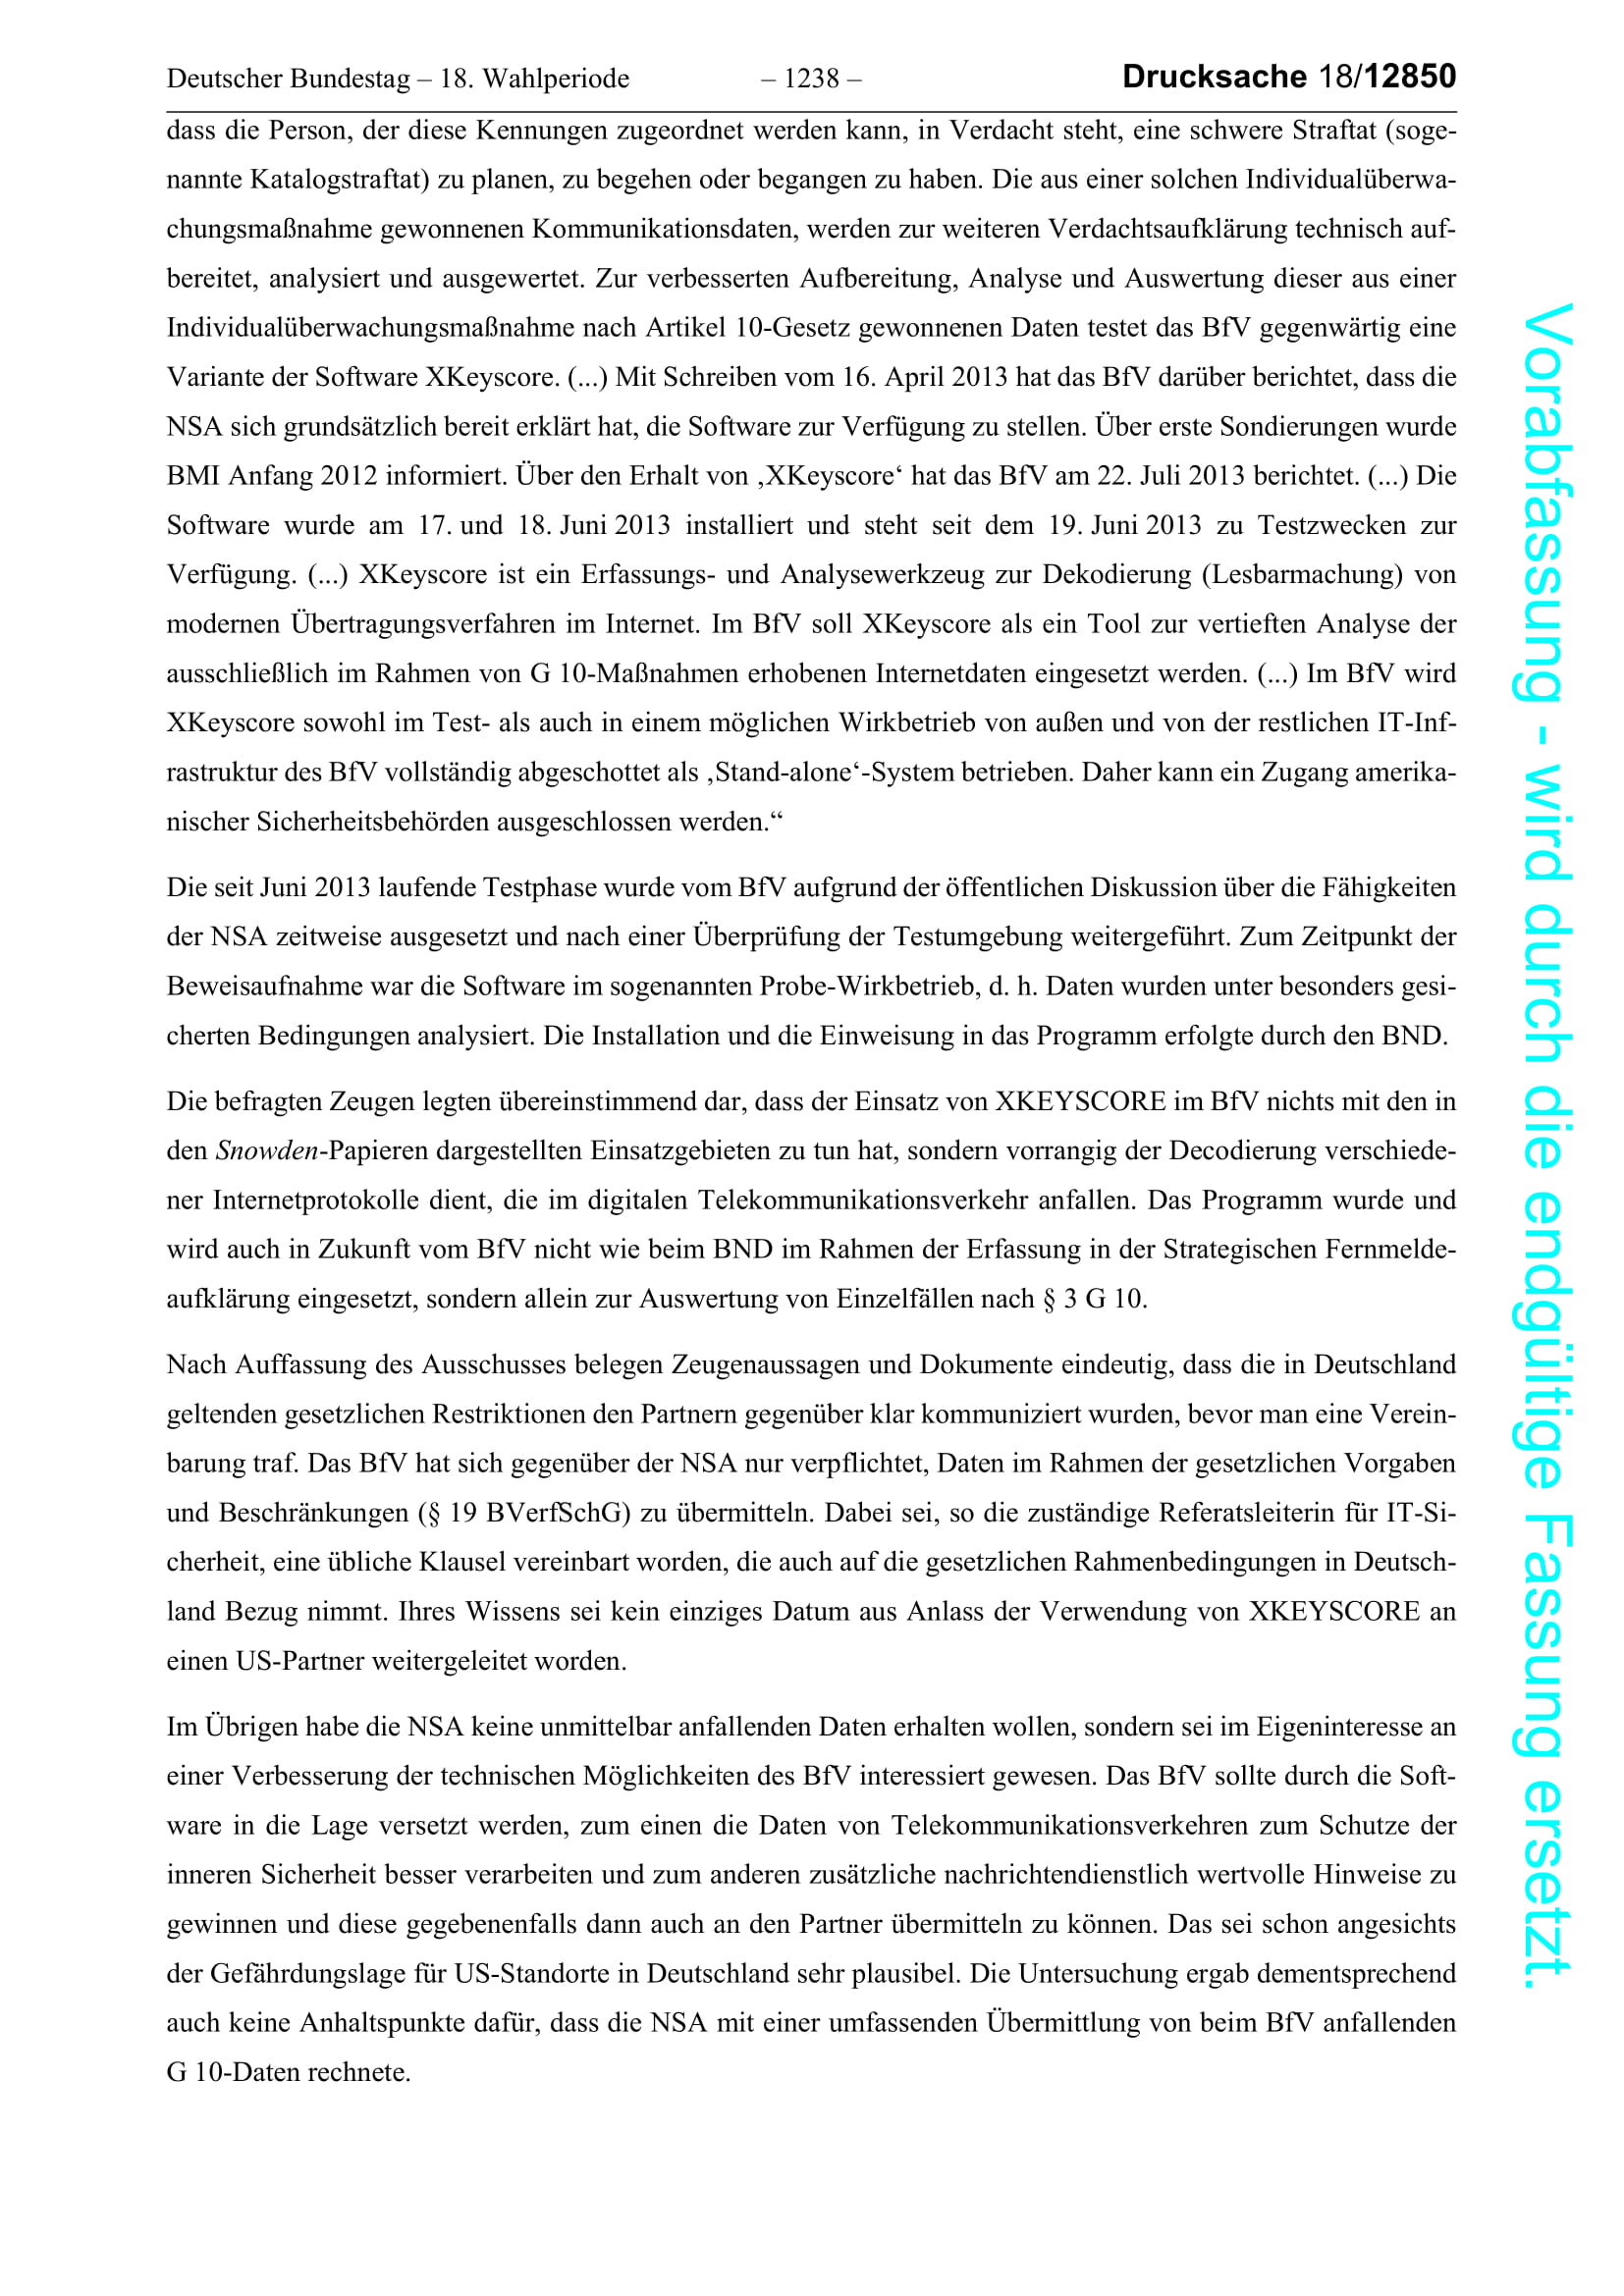 Deutscher Bundestag – 18. Wahlperiode – 1238 – Drucksache 18/12850
dass die Person, der diese Kennungen zugeordnet werden kann, in Verdacht steht, eine schwere Straftat (soge-
nannte Katalogstraftat) zu planen, zu begehen oder begangen zu haben. Die aus einer solchen Individualüberwa-
chungsmaßnahme gewonnenen Kommunikationsdaten, werden zur weiteren Verdachtsaufklärung technisch auf-
bereitet, analysiert und ausgewertet. Zur verbesserten Aufbereitung, Analyse und Auswertung dieser aus einer
Individualüberwachungsmaßnahme nach Artikel 10-Gesetz gewonnenen Daten testet das BfV gegenwärtig eine
Variante der Software XKeyscore. (...) Mit Schreiben vom 16. April 2013 hat das BfV darüber berichtet, dass die
NSA sich grundsätzlich bereit erklärt hat, die Software zur Verfügung zu stellen. Über erste Sondierungen wurde
BMI Anfang 2012 informiert. Über den Erhalt von ‚XKeyscore‘ hat das BfV am 22. Juli 2013 berichtet. (...) Die
Software wurde am 17. und 18. Juni 2013 installiert und steht seit dem 19. Juni 2013 zu Testzwecken zur
Verfügung. (...) XKeyscore ist ein Erfassungs- und Analysewerkzeug zur Dekodierung (Lesbarmachung) von
modernen Übertragungsverfahren im Internet. Im BfV soll XKeyscore als ein Tool zur vertieften Analyse der
ausschließlich im Rahmen von G 10-Maßnahmen erhobenen Internetdaten eingesetzt werden. (...) Im BfV wird
XKeyscore sowohl im Test- als auch in einem möglichen Wirkbetrieb von außen und von der restlichen IT-Inf-
rastruktur des BfV vollständig abgeschottet als ‚Stand-alone‘-System betrieben. Daher kann ein Zugang amerika-
nischer Sicherheitsbehörden ausgeschlossen werden.“
Die seit Juni 2013 laufende Testphase wurde vom BfV aufgrund der öffentlichen Diskussion über die Fähigkeiten
der NSA zeitweise ausgesetzt und nach einer Überprüfung der Testumgebung weitergeführt. Zum Zeitpunkt der
Beweisaufnahme war die Software im sogenannten Probe-Wirkbetrieb, d. h. Daten wurden unter besonders gesi-
cherten Bedingungen analysiert. Die Installation und die Einweisung in das Programm erfolgte durch den BND.
Die befragten Zeugen legten übereinstimmend dar, dass der Einsatz von XKEYSCORE im BfV nichts mit den in
den Snowden-Papieren dargestellten Einsatzgebieten zu tun hat, sondern vorrangig der Decodierung verschiede-
ner Internetprotokolle dient, die im digitalen Telekommunikationsverkehr anfallen. Das Programm wurde und
wird auch in Zukunft vom BfV nicht wie beim BND im Rahmen der Erfassung in der Strategischen Fernmelde-
aufklärung eingesetzt, sondern allein zur Auswertung von Einzelfällen nach § 3 G 10.
Nach Auffassung des Ausschusses belegen Zeugenaussagen und Dokumente eindeutig, dass die in Deutschland
geltenden gesetzlichen Restriktionen den Partnern gegenüber klar kommuniziert wurden, bevor man eine Verein-
barung traf. Das BfV hat sich gegenüber der NSA nur verpflichtet, Daten im Rahmen der gesetzlichen Vorgaben
und Beschränkungen (§ 19 BVerfSchG) zu übermitteln. Dabei sei, so die zuständige Referatsleiterin für IT-Si-
cherheit, eine übliche Klausel vereinbart worden, die auch auf die gesetzlichen Rahmenbedingungen in Deutsch-
land Bezug nimmt. Ihres Wissens sei kein einziges Datum aus Anlass der Verwendung von XKEYSCORE an
einen US-Partner weitergeleitet worden.
Im Übrigen habe die NSA keine unmittelbar anfallenden Daten erhalten wollen, sondern sei im Eigeninteresse an
einer Verbesserung der technischen Möglichkeiten des BfV interessiert gewesen. Das BfV sollte durch die Soft-
ware in die Lage versetzt werden, zum einen die Daten von Telekommunikationsverkehren zum Schutze der
inneren Sicherheit besser verarbeiten und zum anderen zusätzliche nachrichtendienstlich wertvolle Hinweise zu
gewinnen und diese gegebenenfalls dann auch an den Partner übermitteln zu können. Das sei schon angesichts
der Gefährdungslage für US-Standorte in Deutschland sehr plausibel. Die Untersuchung ergab dementsprechend
auch keine Anhaltspunkte dafür, dass die NSA mit einer umfassenden Übermittlung von beim BfV anfallenden
G 10-Daten rechnete.
Vorabfassung - wird durch die endgültige Fassung ersetzt.